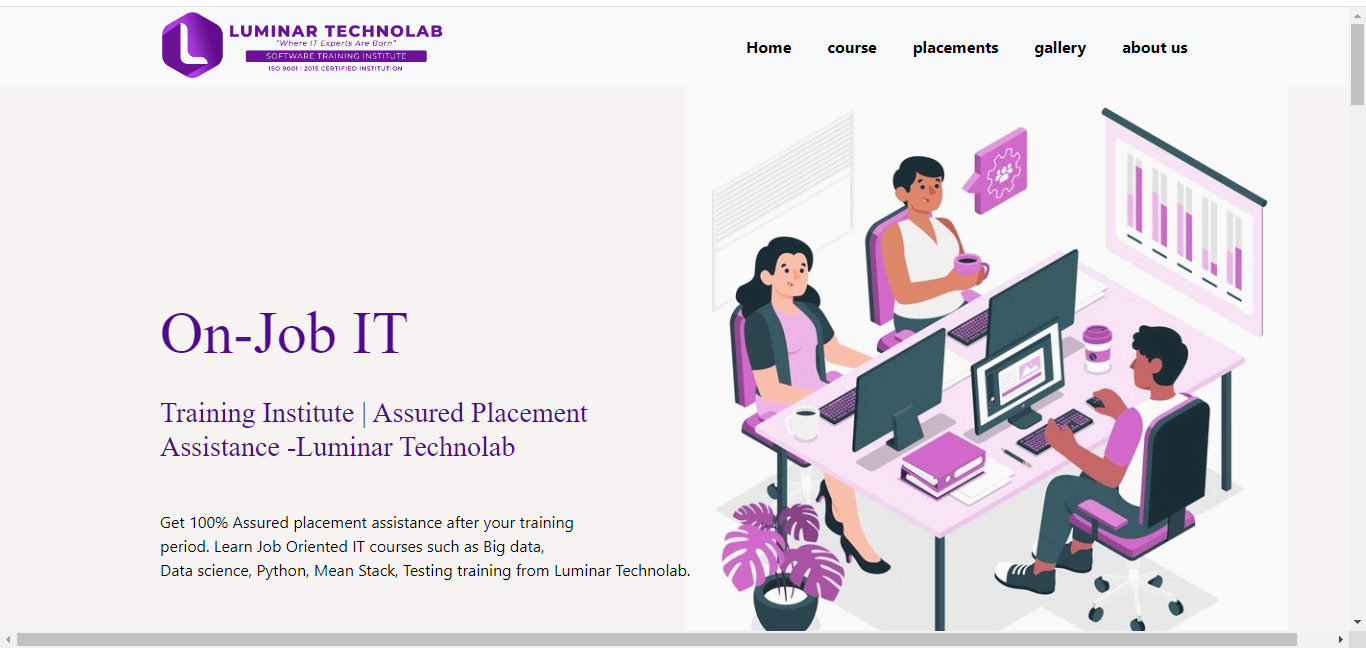 LUMINAR TECHNOLAB
"Where IT Experts Are Born"
SOFTWARE TRAINING INSTITUTE
ISO 9001 : 2015 CERTIFIED INSTITUTION
Home course placements gallery about us
On-Job IT
Training Institute | Assured Placement
Assistance -Luminar Technolab
Get 100% Assured placement assistance after your training
period. Learn Job Oriented IT courses such as Big data,
Data science, Python, Mean Stack, Testing training from Luminar Technolab.